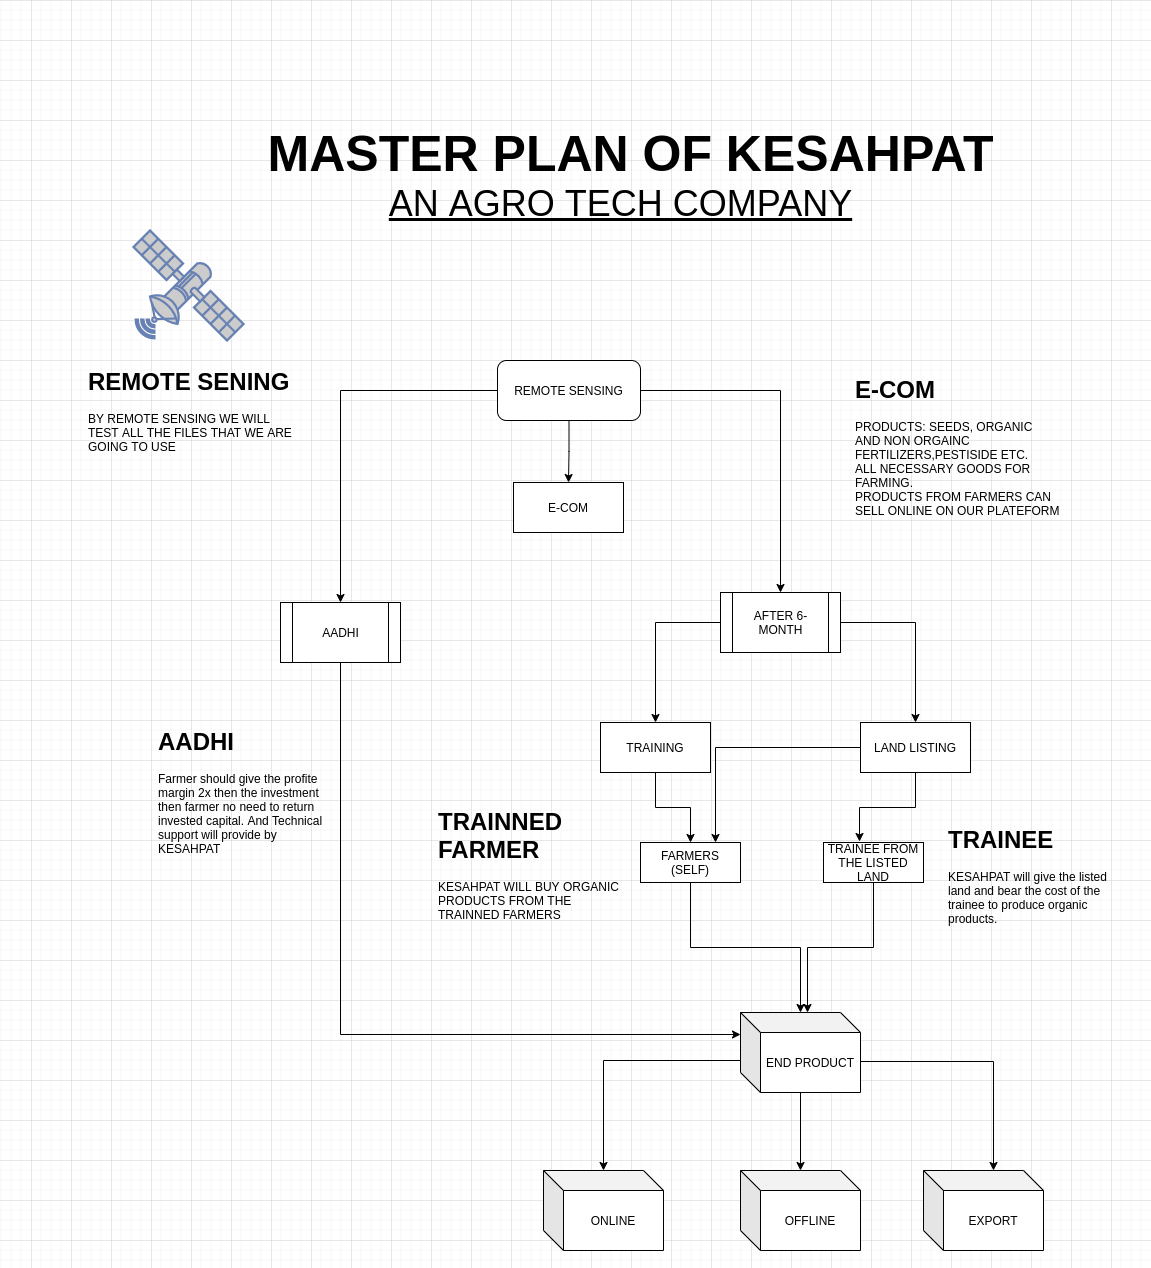 MASTER PLAN OF KESAHPAT
AN AGRO TECH COMPANY
REMOTE SENING
BY REMOTE SENSING WE WILL
TEST ALL THE FILES THAT WE ARE
GOING TO USE
REMOTE SENSING
E-COM
PRODUCTS: SEEDS, ORGANIC
AND NON ORGAINC
FERTILIZERS,PESTISIDE ETC.
ALL NECESSARY GOODS FOR
FARMING.
PRODUCTS FROM FARMERS CAN
SELL ONLINE ON OUR PLATEFORM
E-COM
AADHI
AFTER 6-
MONTH
TRAINING
LAND LISTING
AADHI
Farmer should give the profite
margin 2x then the investment
then farmer no need to return
invested capital. And Technical
support will provide by
KESAHPAT
TRAINNED
FARMER
KESAHPAT WILL BUY ORGANIC
PRODUCTS FROM THE
TRAINNED FARMERS
FARMERS
(SELF)
TRAINEE FROM
THE LISTED
LAND
TRAINEE
KESAHPAT will give the listed
land and bear the cost of the
trainee to produce organic
products.
END PRODUCT
ONLINE
OFFLINE
EXPORT